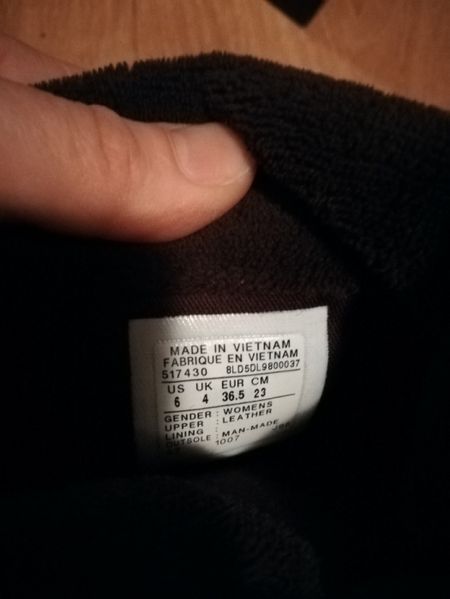 MADE IN VIETNAM
FABRIQUE EN VIETNAM
517430 8LD5DL9800037
US UK EUR CM
6 4 36.5 23
GENDER : WOMENS
UPPER : LEATHER
LINING :
OUTSOLE : MAN-MADE
1007